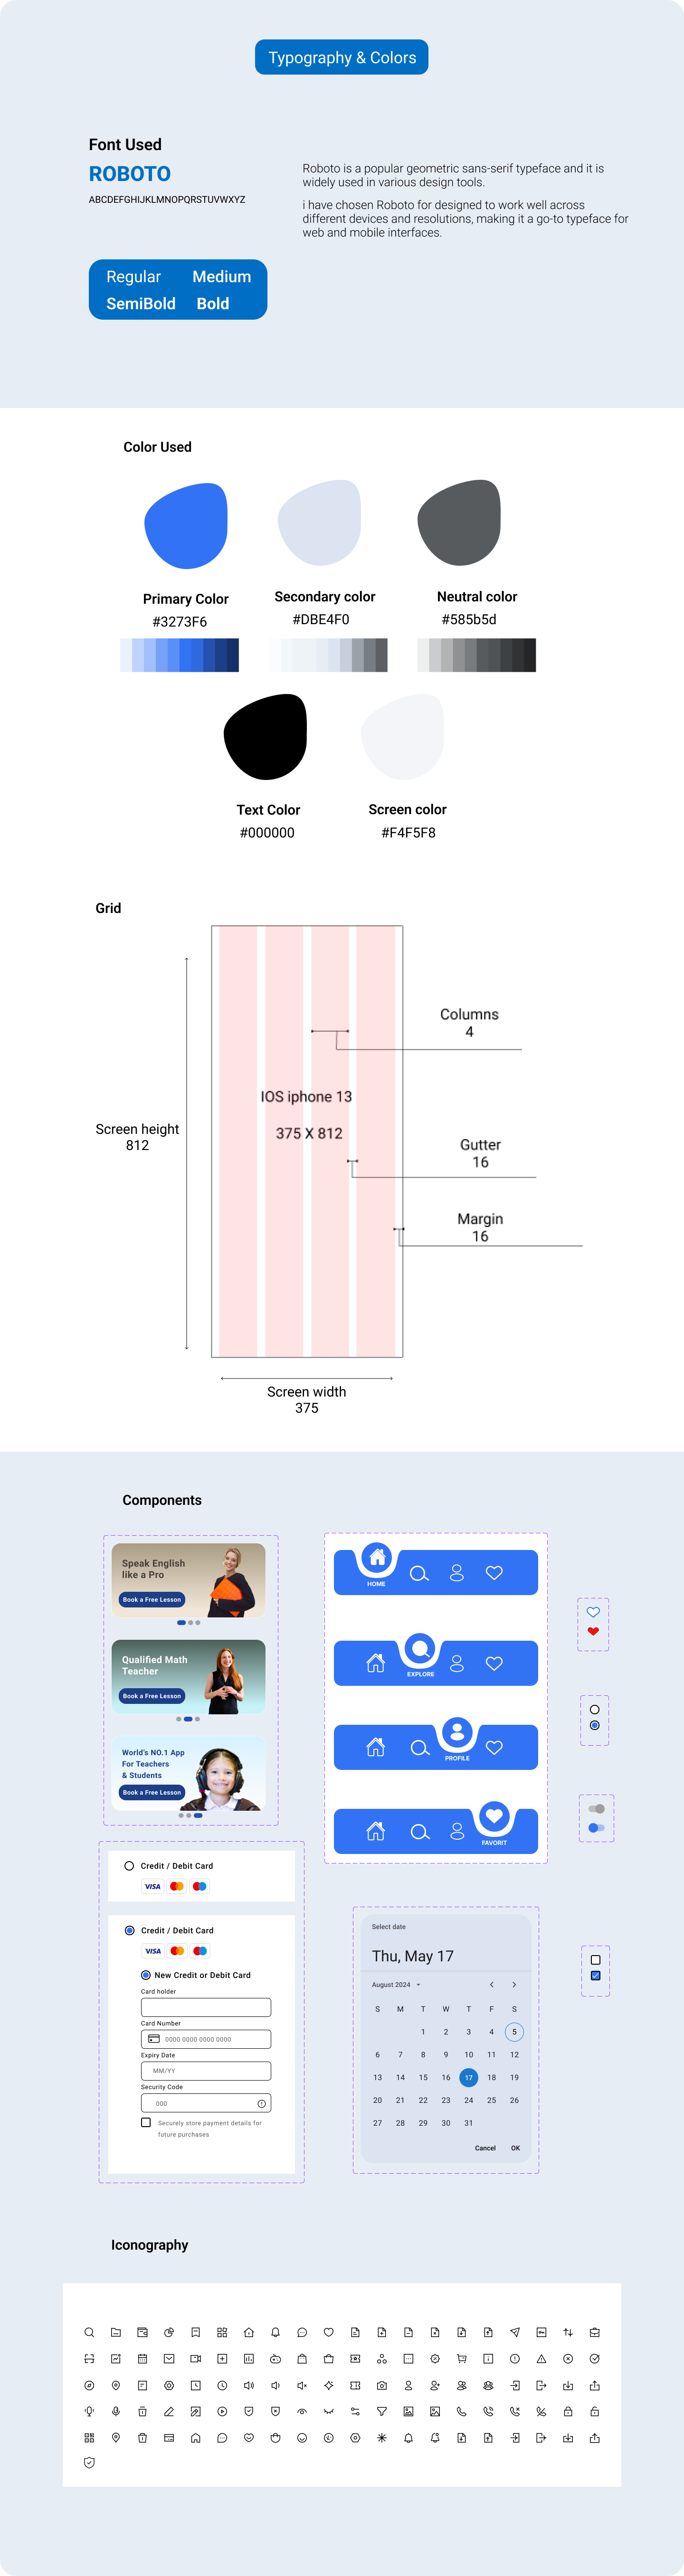 Typography & Colors
Font Used
ROBOTO
ABCDEFGHIJKLMNOPQRSTUVWXYZ
Roboto is a popular geometric sans-serif typeface and it is
widely used in various design tools.
i have chosen Roboto for designed to work well across
different devices and resolutions, making it a go-to typeface for
web and mobile interfaces.
Regular Medium
SemiBold Bold
Color Used
Primary Color
#3273F6
Secondary color
#DBE4F0
Neutral color
#585b5d
Text Color
#000000
Screen color
#F4F5F8
Grid
Columns
4
IOS iphone 13
375 X 812
Screen height
812
Gutter
16
Margin
16
Screen width
375
Components
Speak English
like a Pro
Book a Free Lesson
Qualified Math
Teacher
Book a Free Lesson
World's NO.1 App
For Teachers
& Students
Book a Free Lesson
HOME
EXPLORE
PROFILE
FAVORIT
Credit / Debit Card
VISA
Credit / Debit Card
VISA
New Credit or Debit Card
Card holder
Card Number
0000 0000 0000 0000
Expiry Date
MM/YY
Security Code
000
Securely store payment details for
future purchases
Select date
Thu, May 17
August 2024
S M T W T F S
1 2 3 4 5
6 7 8 9 10 11 12
13 14 15 16 17 18 19
20 21 22 23 24 25 26
27 28 29 30 31
Cancel OK
Iconography